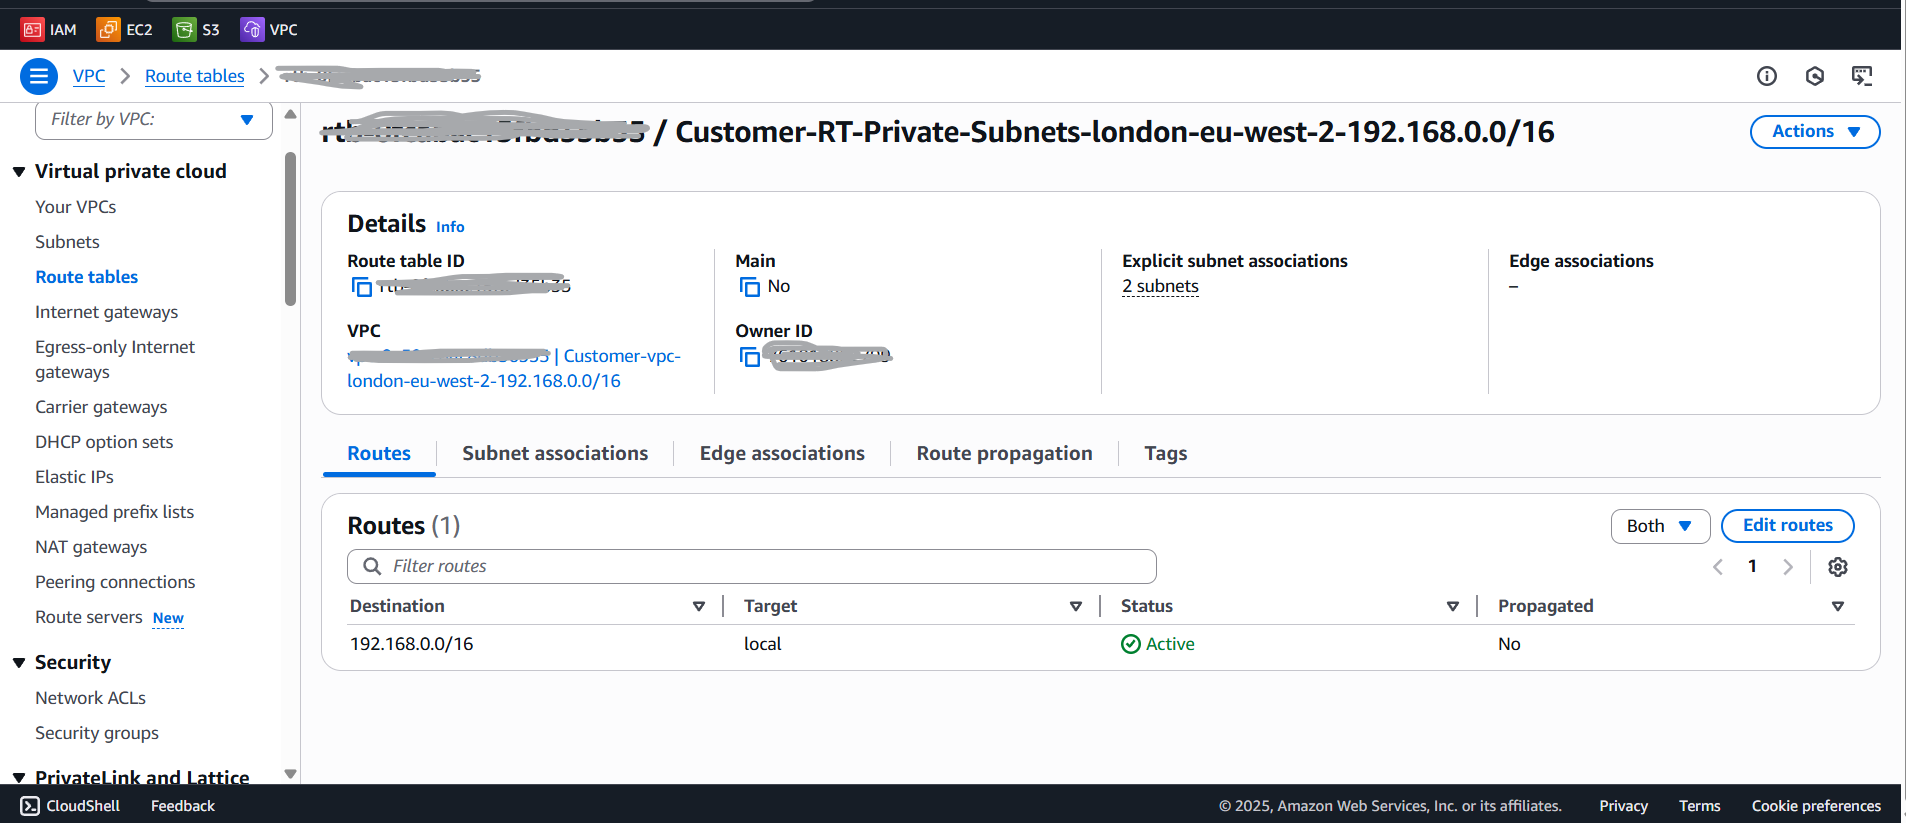 IAM EC2 S3 VPC
VPC Route tables
Filter by VPC:
/ Customer-RT-Private-Subnets-london-eu-west-2-192.168.0.0/16
Actions
Virtual private cloud
Your VPCs
Subnets
Route tables
Internet gateways
Egress-only Internet
gateways
Carrier gateways
DHCP option sets
Elastic IPs
Managed prefix lists
NAT gateways
Peering connections
Route servers New
Security
Network ACLs
Security groups
PrivateLink and Lattice
Details Info
Route table ID
Main
No
Explicit subnet associations
2 subnets
Edge associations
–
VPC
| Customer-vpc-
london-eu-west-2-192.168.0.0/16
Owner ID
Routes Subnet associations Edge associations Route propagation Tags
Routes (1)
Both Edit routes
Filter routes
1
Destination Target Status Propagated
192.168.0.0/16 local Active No
CloudShell Feedback
© 2025, Amazon Web Services, Inc. or its affiliates. Privacy Terms Cookie preferences